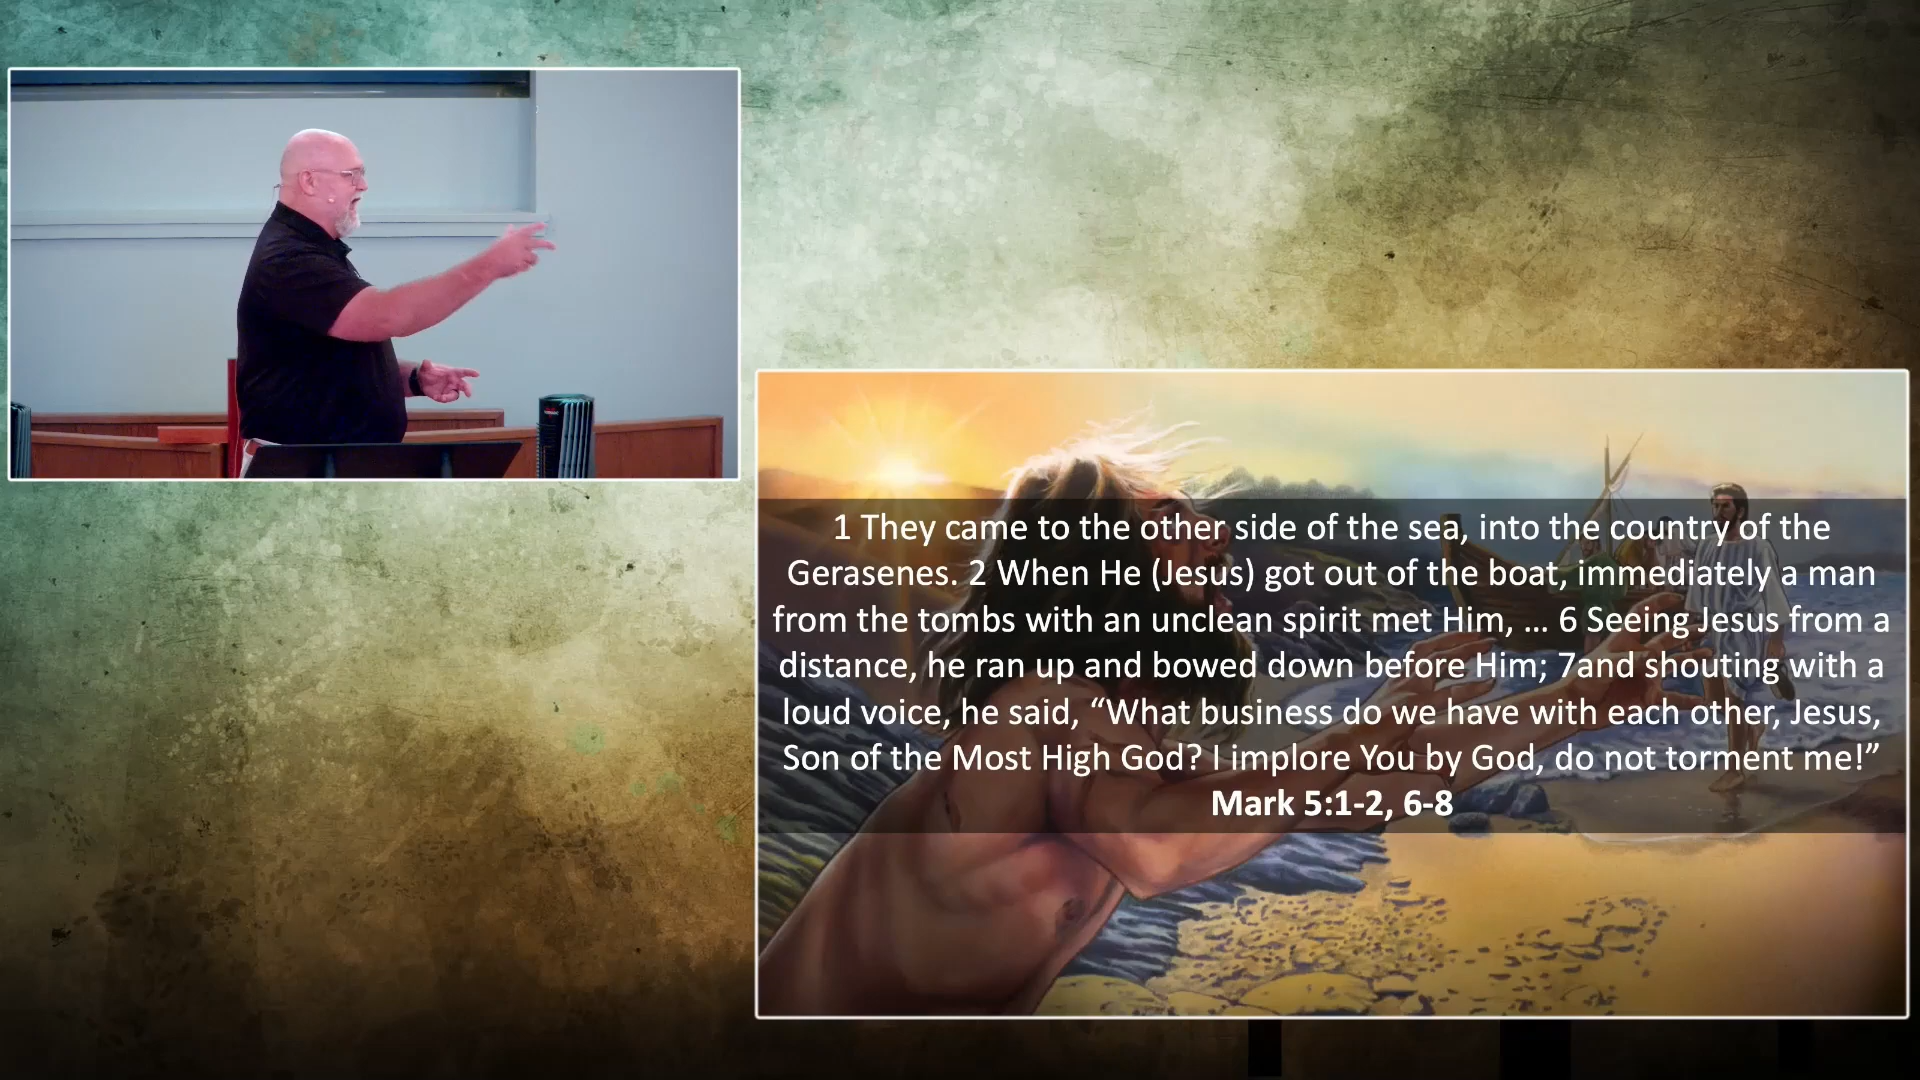 1 They came to the other side of the sea, into the country of the
Gerasenes. 2 When He (Jesus) got out of the boat, immediately a man
from the tombs with an unclean spirit met Him, ... 6 Seeing Jesus from a
distance, he ran up and bowed down before Him; 7and shouting with a
loud voice, he said, “What business do we have with each other, Jesus,
Son of the Most High God? I implore You by God, do not torment me!”
Mark 5:1-2, 6-8